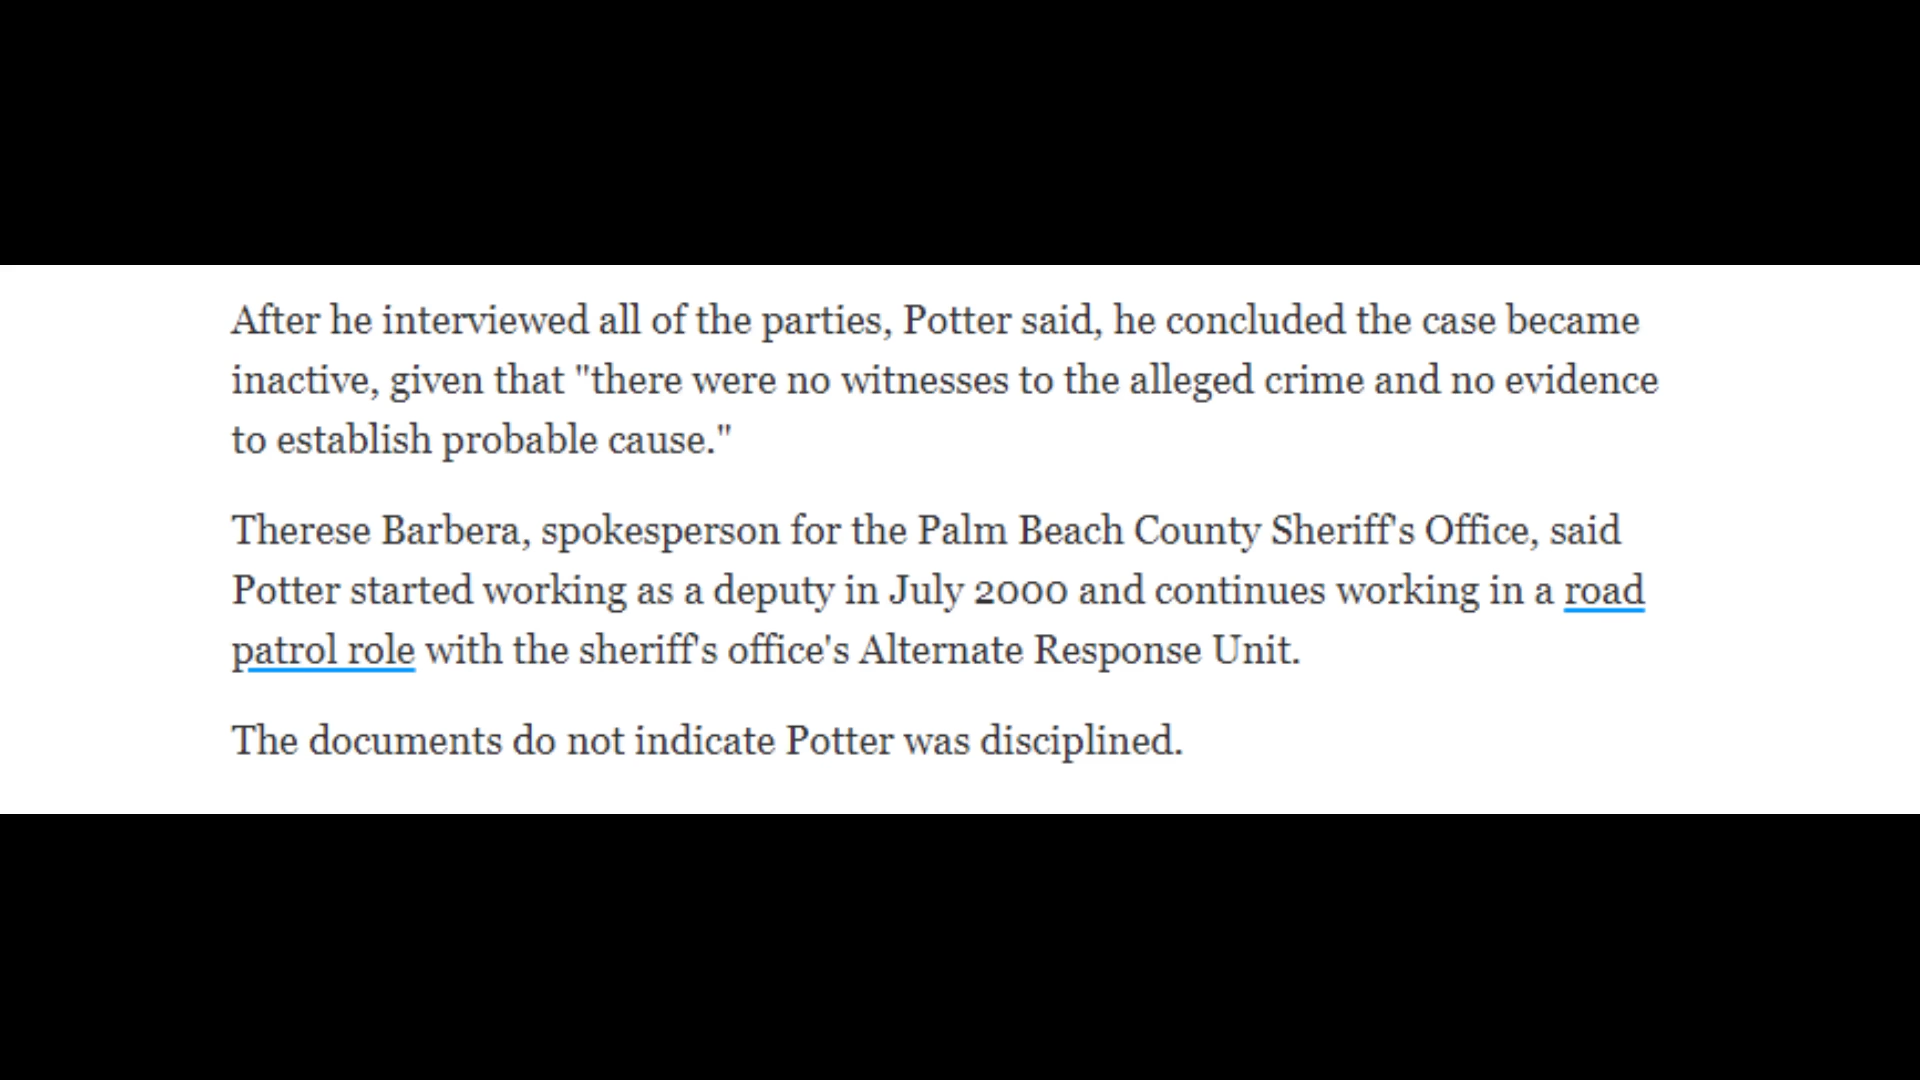 After he interviewed all of the parties, Potter said, he concluded the case became
inactive, given that "there were no witnesses to the alleged crime and no evidence
to establish probable cause."
Therese Barbera, spokesperson for the Palm Beach County Sheriff's Office, said
Potter started working as a deputy in July 2000 and continues working in a road
patrol role with the sheriff's office's Alternate Response Unit.
The documents do not indicate Potter was disciplined.